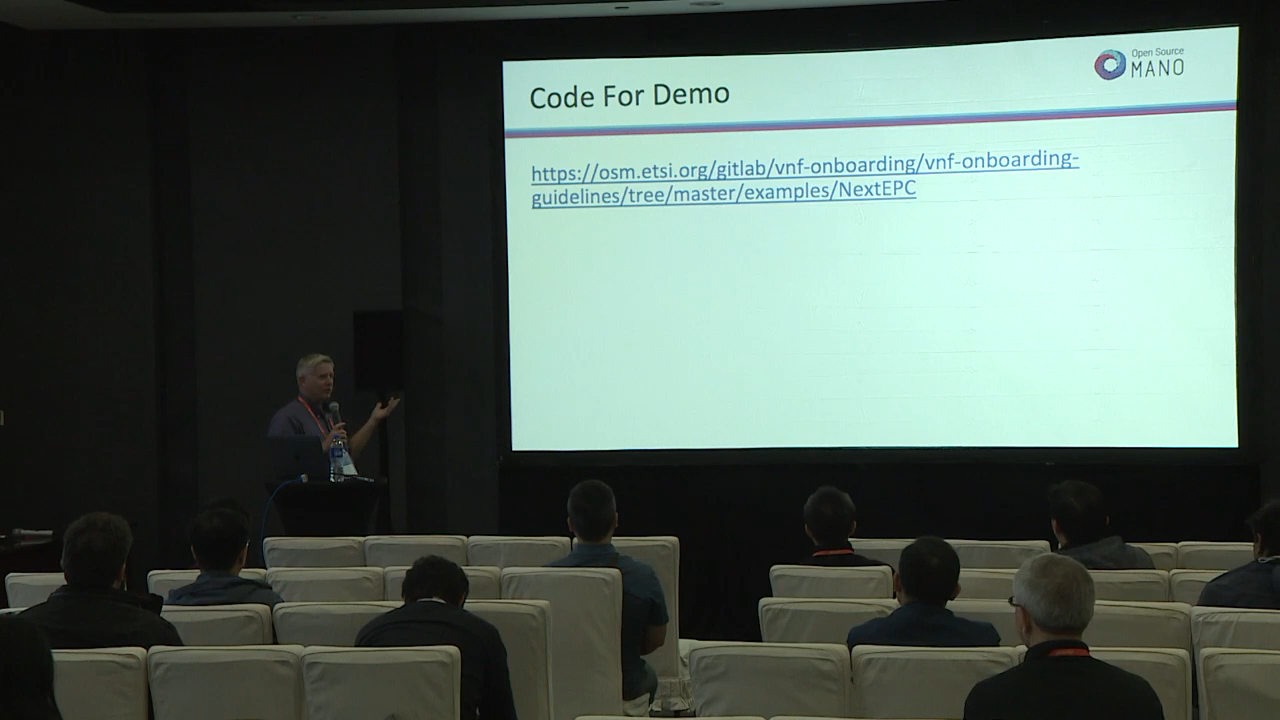 Open Source
MANO
Code For Demo
https://osm.etsi.org/gitlab/vnf-onboarding/vnf-onboarding-
guidelines/tree/master/examples/NextEPC